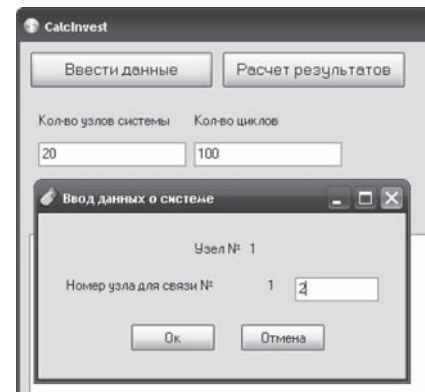 CalcInvest
Ввести данные Расчет результатов
Кол-во узлов системы Кол-во циклов
20 100
Ввод данных о системе
Узел № 1
Номер узла для связи № 1 2
Ок Отмена